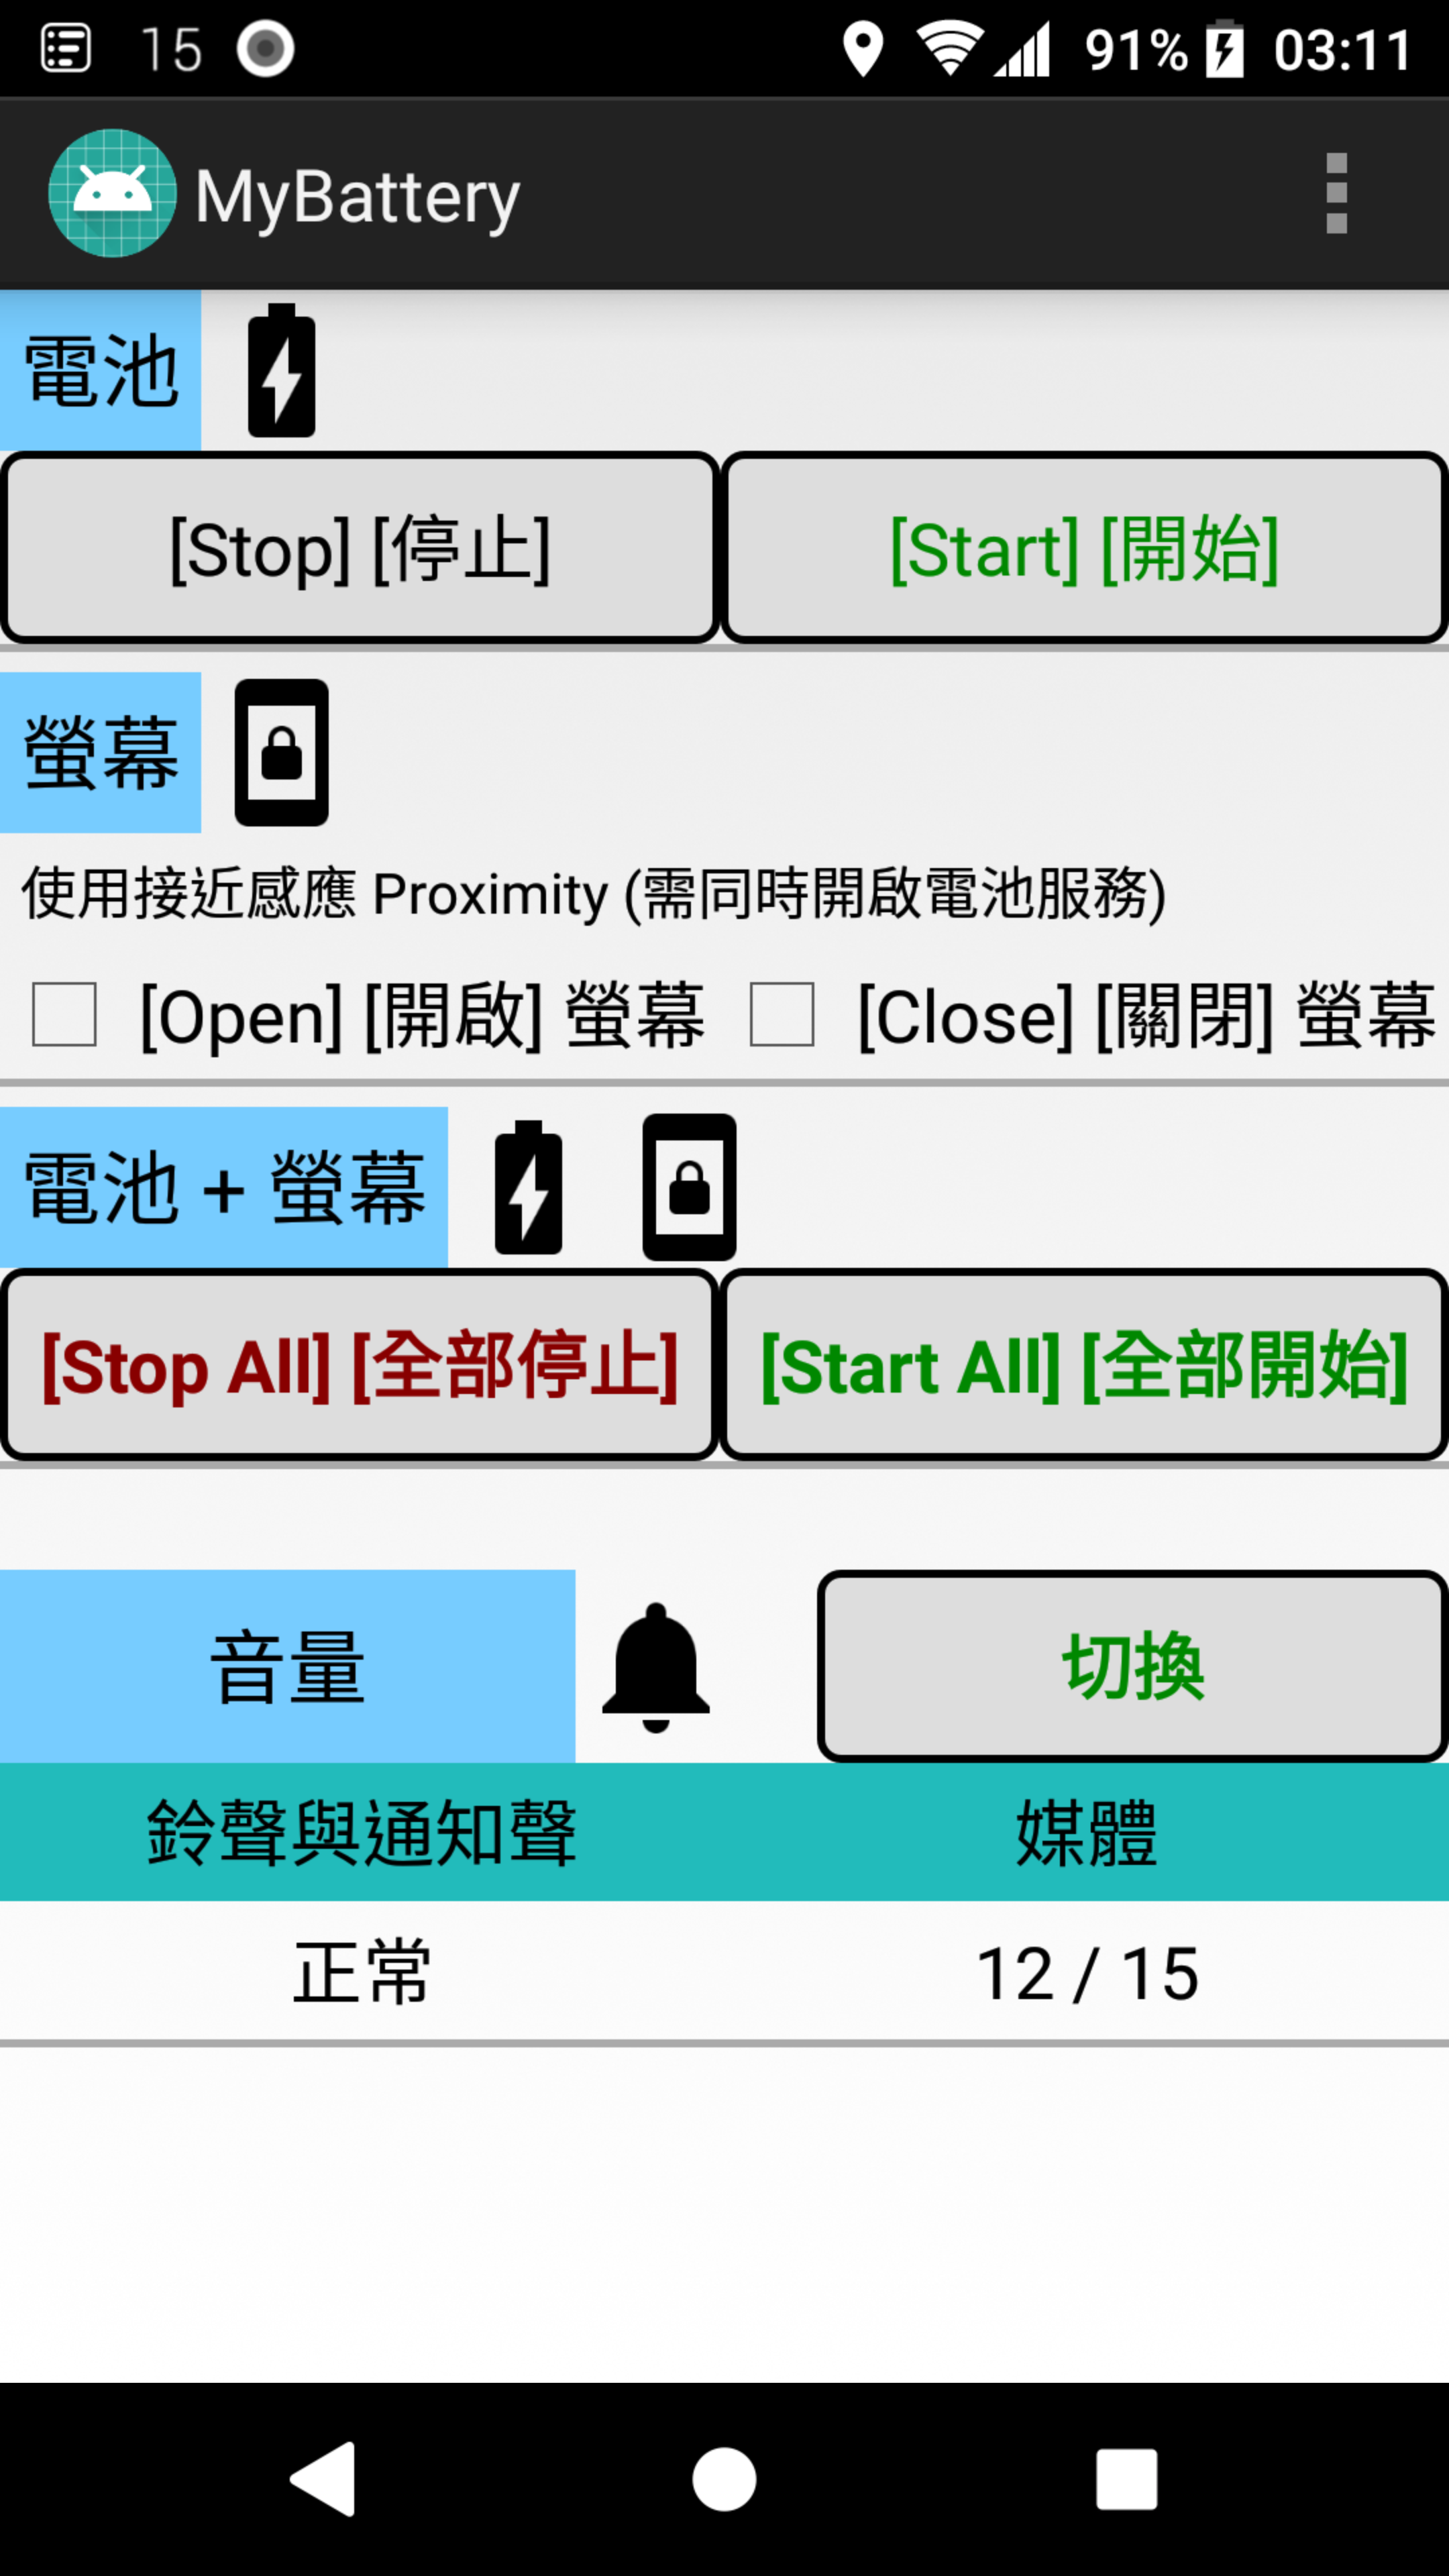 15 91% 03:11
MyBattery
電池
[Stop] [停止] [Start] [開始]
螢幕
使用接近感應 Proximity (需同時開啟電池服務)
[Open] [開啟] 螢幕 [Close] [關閉] 螢幕
電池 + 螢幕
[Stop All] [全部停止] [Start All] [全部開始]
音量 切換
鈴聲與通知聲 媒體
正常 12 / 15